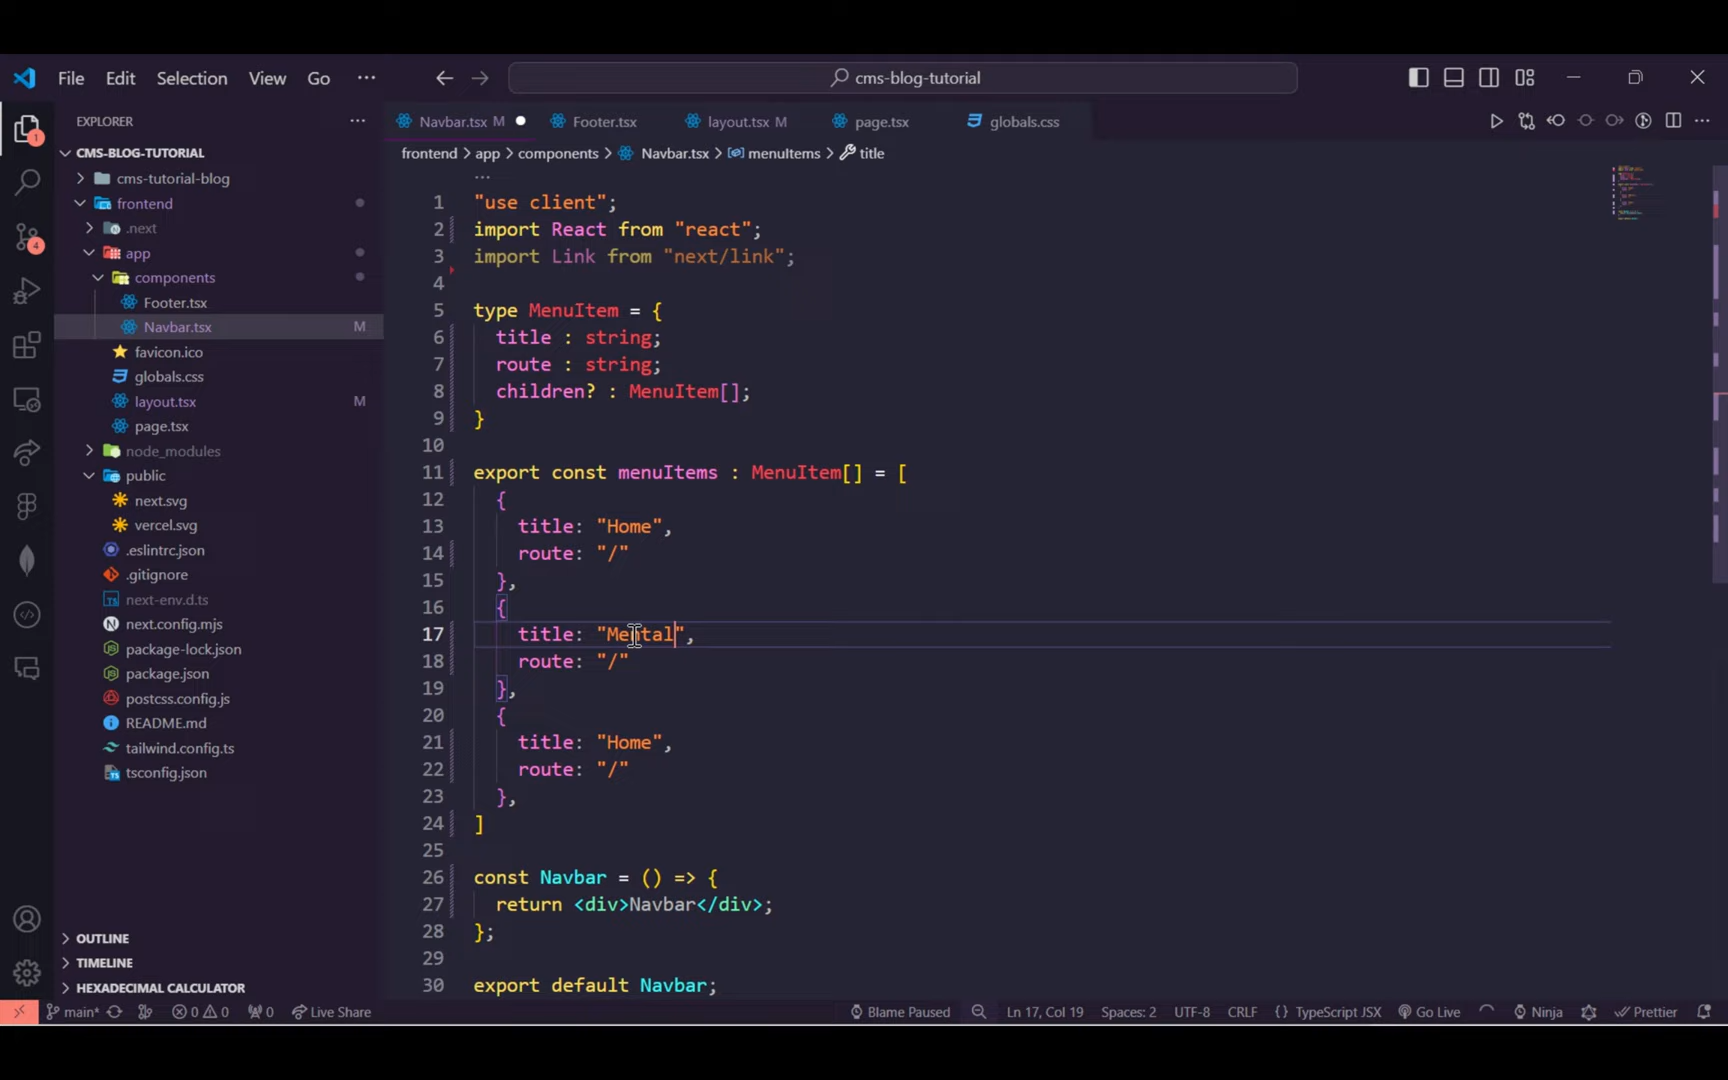 File Edit Selection View Go ··· cms-blog-tutorial
EXPLORER ···
1
CMS-BLOG-TUTORIAL
cms-tutorial-blog
frontend
.next
4
app
components
Footer.tsx
Navbar.tsx M
favicon.ico
globals.css
layout.tsx M
page.tsx
node_modules
public
next.svg
vercel.svg
.eslintrc.json
.gitignore
TS next-env.d.ts
N next.config.mjs
package-lock.json
package.json
postcss.config.js
README.md
tailwind.config.ts
tsconfig.json
OUTLINE
TIMELINE
HEXADECIMAL CALCULATOR
Navbar.tsx M Footer.tsx layout.tsx M page.tsx globals.css ···
frontend > app > components > Navbar.tsx > menuItems > title
···
1 "use client";
2 import React from "react";
3 import Link from "next/link";
4
5 type MenuItem = {
6 title : string;
7 route : string;
8 children? : MenuItem[];
9 }
10
11 export const menuItems : MenuItem[] = [
12 {
13 title: "Home",
14 route: "/"
15 },
16 {
17 title: "Mental",
18 route: "/"
19 },
20 {
21 title: "Home",
22 route: "/"
23 },
24 ]
25
26 const Navbar = () => {
27 return <div>Navbar</div>;
28 };
29
30 export default Navbar;
main* 0 0 0 Live Share Blame Paused Ln 17, Col 19 Spaces: 2 UTF-8 CRLF {} TypeScript JSX Go Live Ninja Prettier